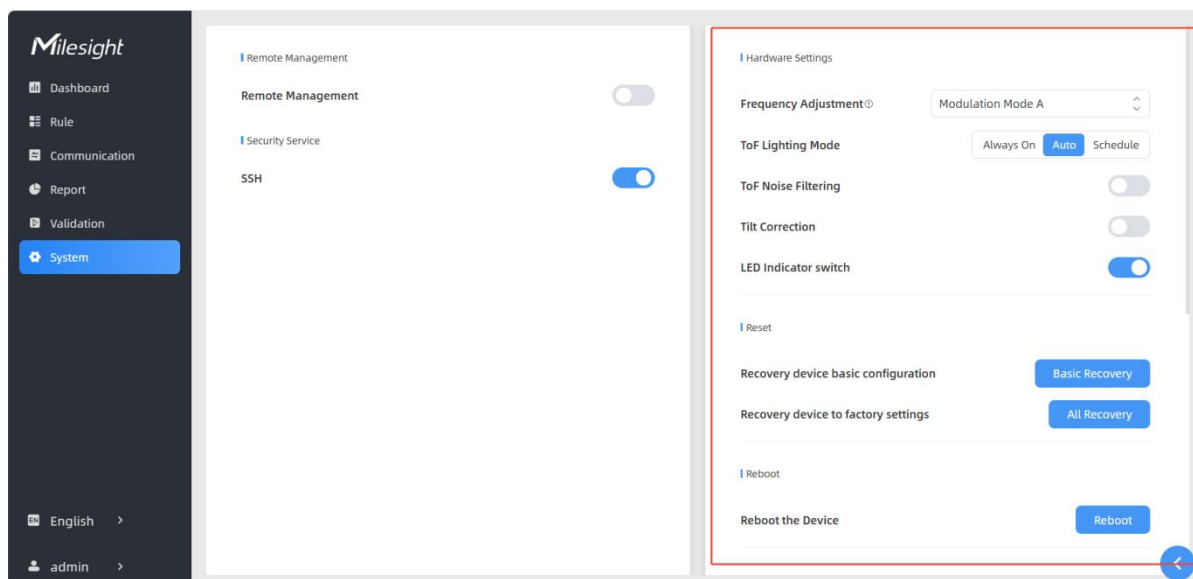 Milesight
Dashboard
Rule
Communication
Report
Validation
System
EN English
admin
Remote Management
Remote Management
Security Service
SSH
Hardware Settings
Frequency Adjustment Modulation Mode A
ToF Lighting Mode Always On Auto Schedule
ToF Noise Filtering
Tilt Correction
LED Indicator switch
Reset
Recovery device basic configuration Basic Recovery
Recovery device to factory settings All Recovery
Reboot
Reboot the Device Reboot